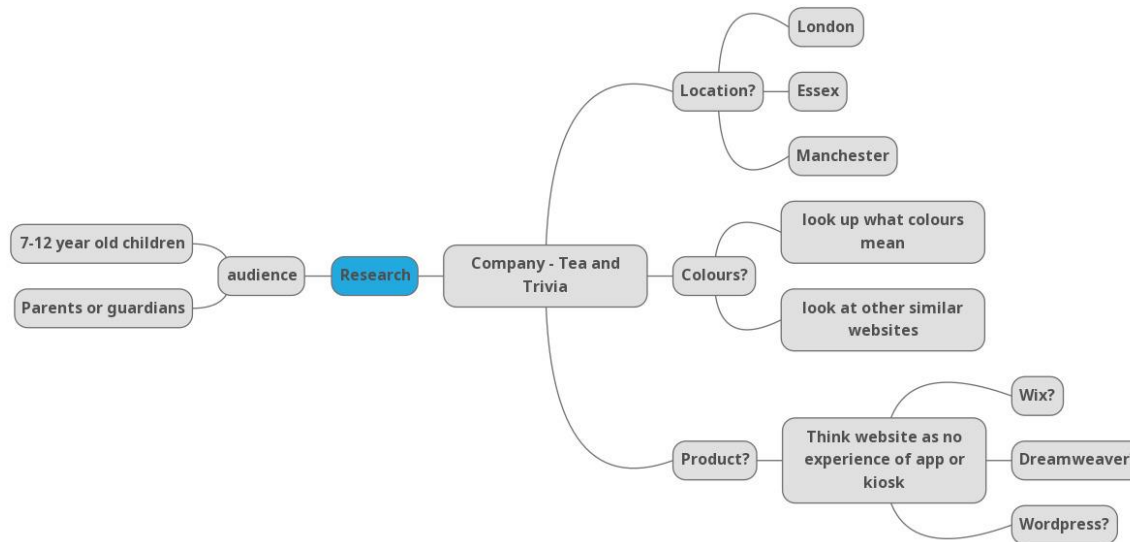 London
Location?
Essex
Manchester
look up what colours
mean
7-12 year old children
audience
Research
Company - Tea and
Trivia
Colours?
Parents or guardians
look at other similar
websites
Wix?
Product?
Think website as no
experience of app or
kiosk
Dreamweaver
Wordpress?